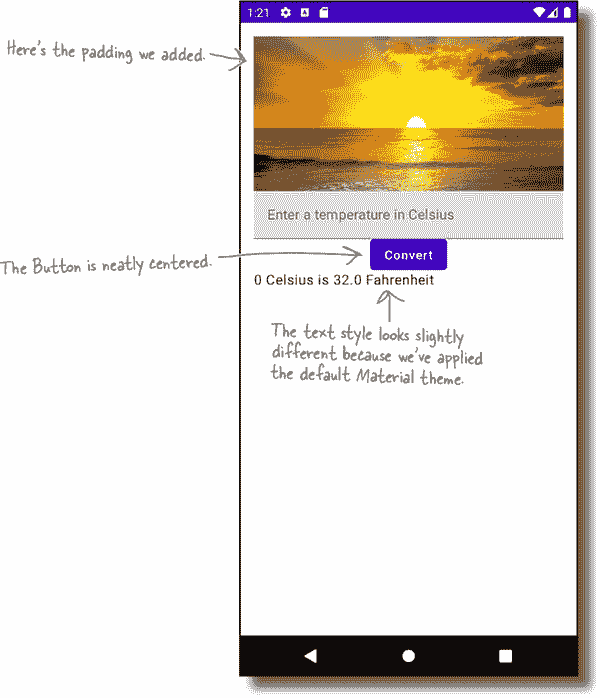 1:21
Here's the padding we added.
Enter a temperature in Celsius
The Button is neatly centered.
Convert
0 Celsius is 32.0 Fahrenheit
The text style looks slightly
different because we've applied
the default Material theme.